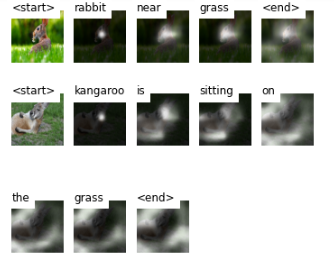 <start> rabbit near grass <end>
<start> kangaroo is sitting on
the grass <end>